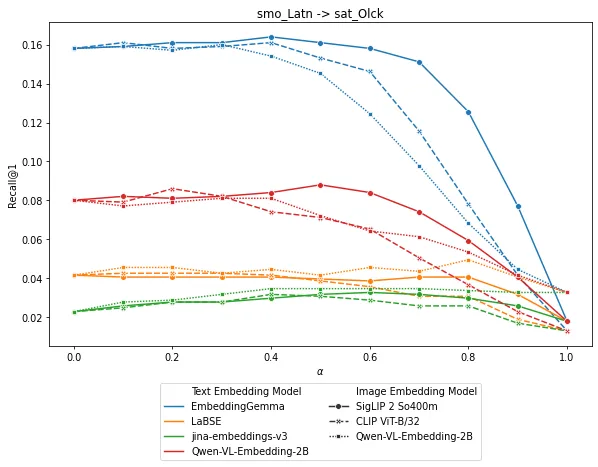 smo_Latn -> sat_Olck
Recall@1
0.16
0.14
0.12
0.10
0.08
0.06
0.04
0.02
0.0 0.2 0.4 0.6 0.8 1.0
α
Text Embedding Model
EmbeddingGemma
LaBSE
jina-embeddings-v3
Qwen-VL-Embedding-2B
Image Embedding Model
SigLIP 2 So400m
CLIP ViT-B/32
Qwen-VL-Embedding-2B